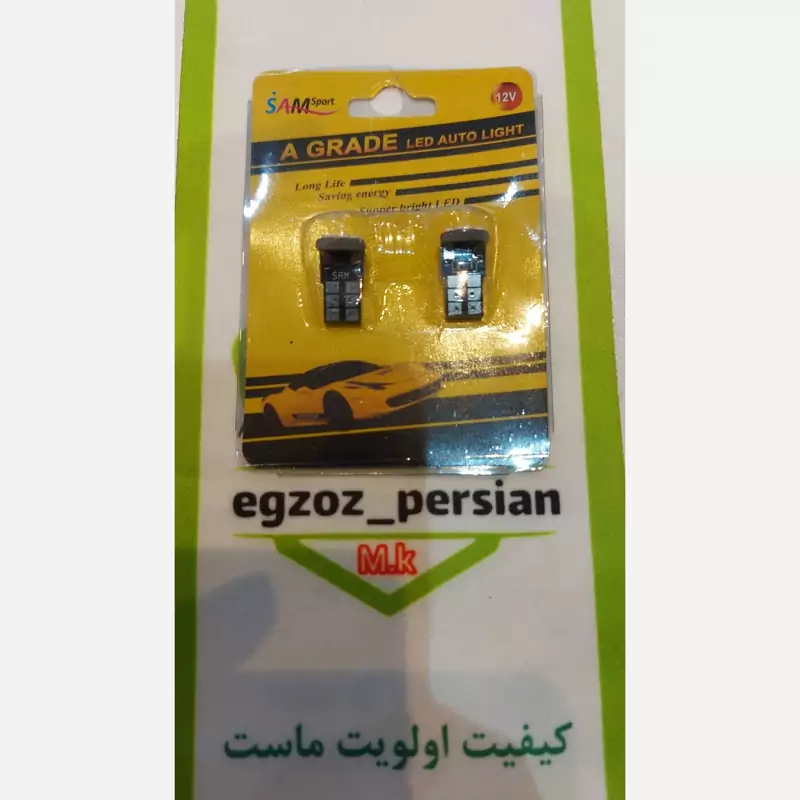 SAM Sport
12V
A GRADE LED AUTO LIGHT
Long Life
Saving energy
Supper bright LED
SAM
egzoz_persian
M.k
کیفیت اولویت ماست